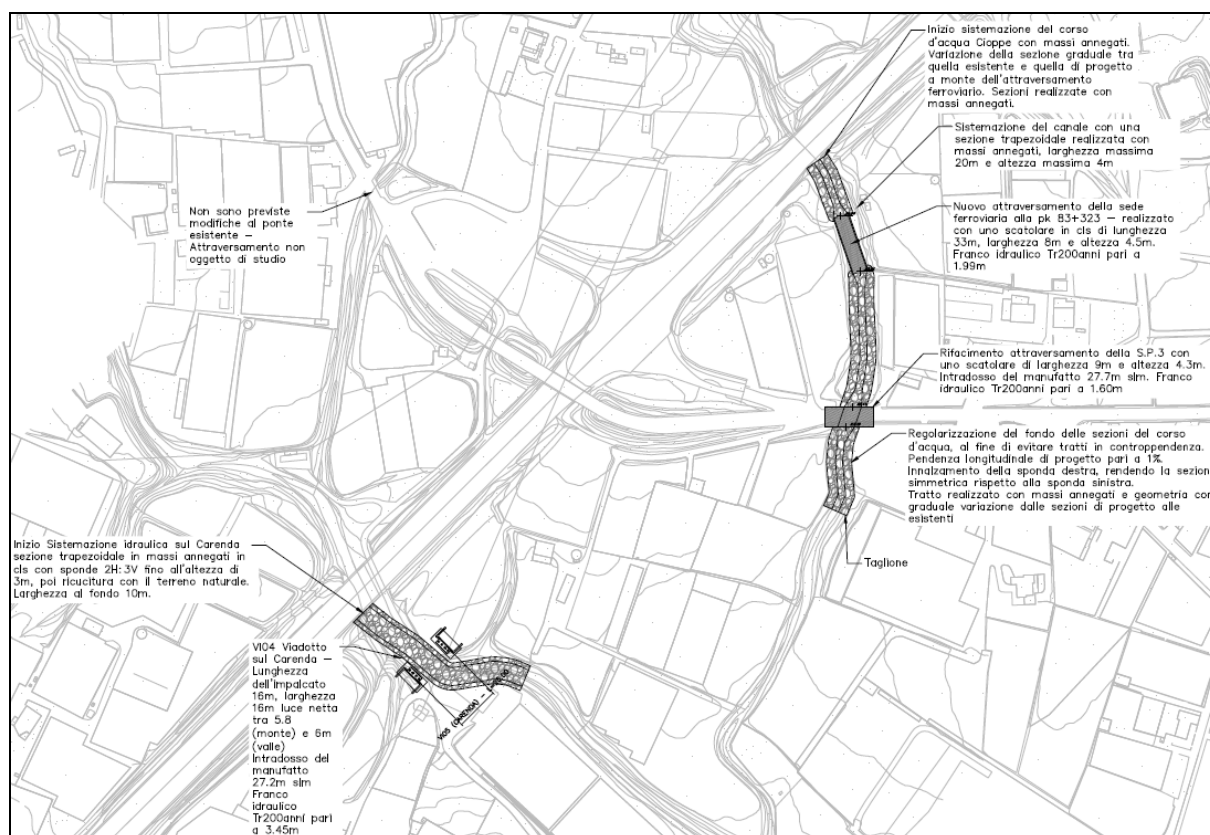 Inizio sistemazione del corso
d'acqua Cioppe con massi annegati.
Variazione della sezione graduale tra
quella esistente e quella di progetto
a monte dell'attraversamento
ferroviario. Sezioni realizzate con
massi annegati.
Sistemazione del canale con una
sezione trapezoidale realizzata con
massi annegati, larghezza massima
20m e altezza massima 4m
Nuovo attraversamento della sede
ferroviaria alla pk 83+323 – realizzato
con uno scatolare in cls di lunghezza
33m, larghezza 8m e altezza 4.5m.
Franco idraulico Tr200anni pari a
1.99m
Non sono previste
modifiche al ponte
esistente –
Attraversamento non
oggetto di studio
Rifacimento attraversamento della S.P.3 con
uno scatolare di larghezza 9m e altezza 4.3m.
Intradosso del manufatto 27.7m slm. Franco
idraulico Tr200anni pari a 1.60m
Regolarizzazione del fondo delle sezioni del corso
d'acqua, al fine di evitare tratti in contropendenza.
Pendenza longitudinale di progetto pari a 1%.
Innalzamento della sponda destra, rendendo la sezion
simmetrica rispetto alla sponda sinistra.
Tratto realizzato con massi annegati e geometria con
graduale variazione dalle sezioni di progetto alle
esistenti
Taglione
Inizio Sistemazione idraulica sul Carenda
sezione trapezoidale in massi annegati in
cls con sponde 2H:3V fino all'altezza di
3m, poi ricucitura con il terreno naturale.
Larghezza al fondo 10m.
VI04 Viadotto
sul Carenda –
Lunghezza
dell'impalcato
16m, larghezza
16m luce netta
tra 5.8
(monte) e 6m
(valle)
Intradosso del
manufatto
27.2m slm
Franco
idraulico
Tr200anni pari
a 3.45m
VI05 (CARENDA) –